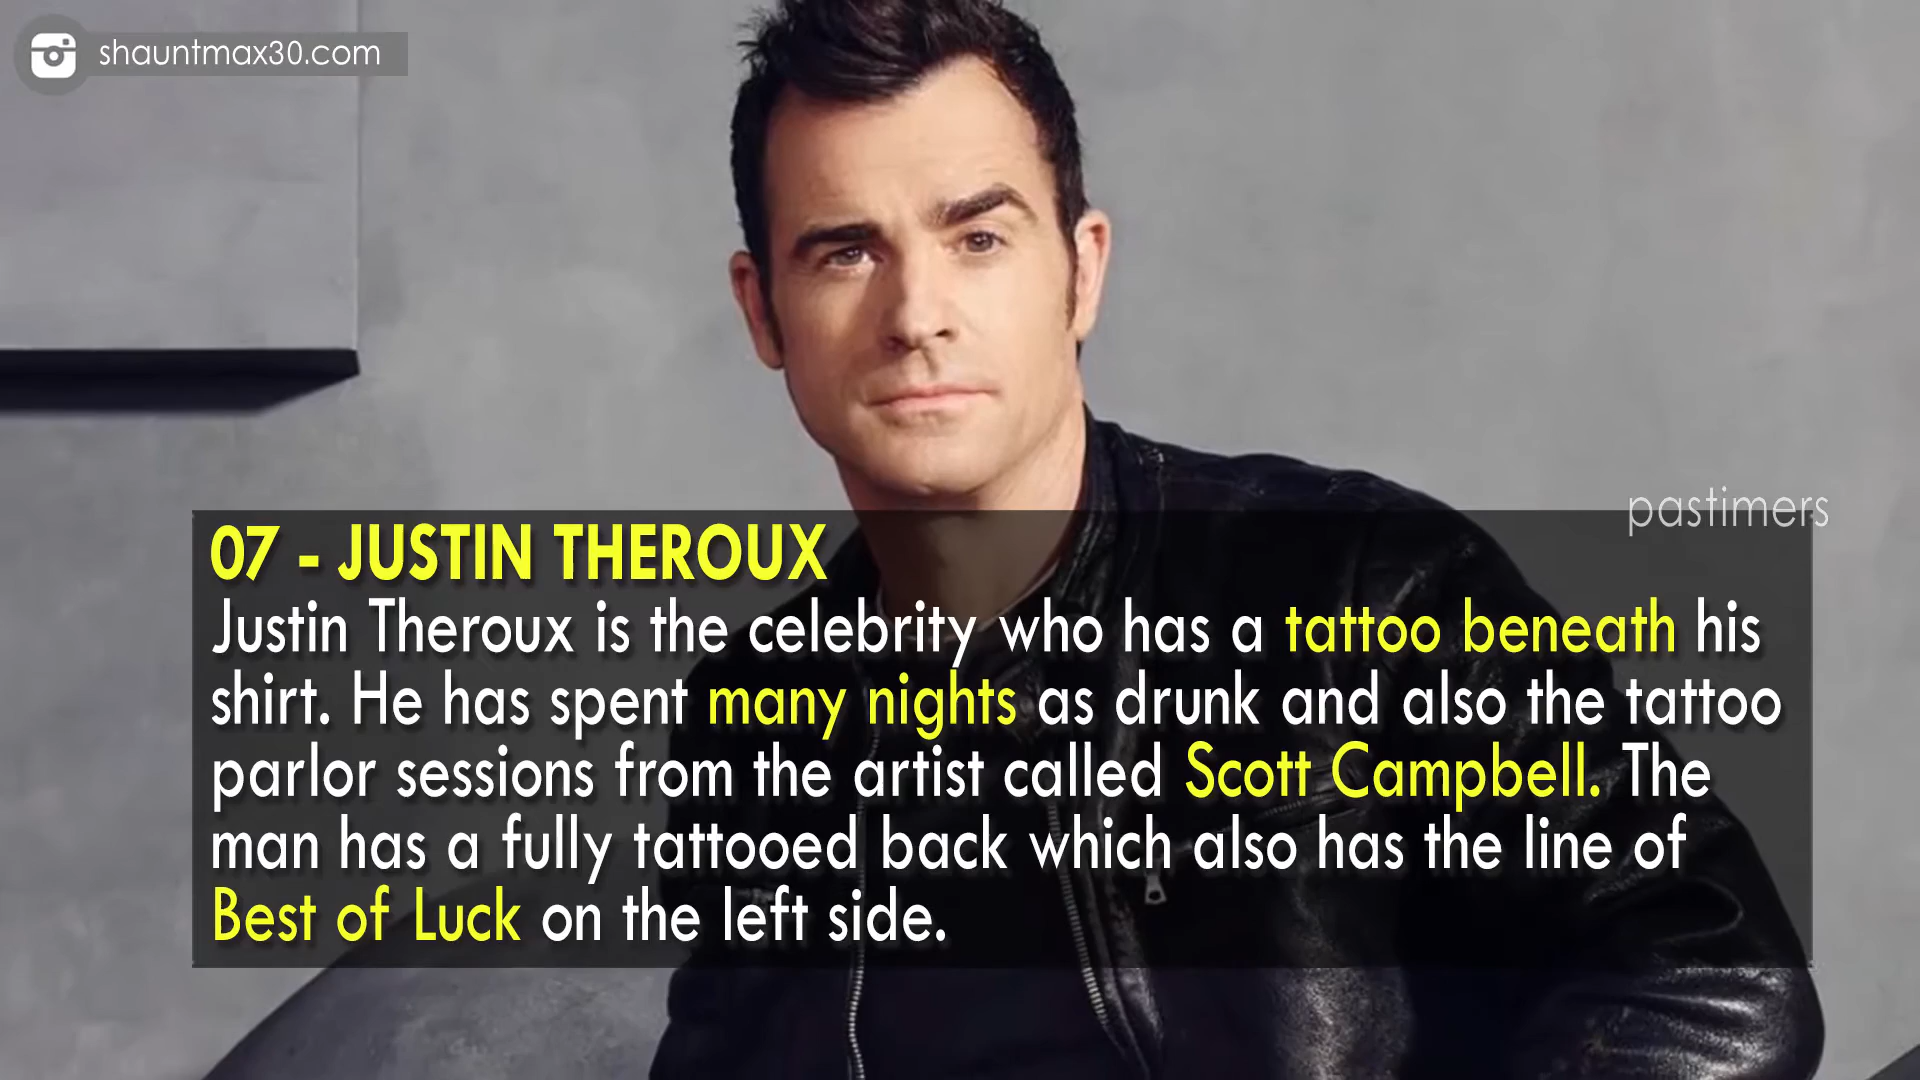 shauntmax30.com
pastimers
07 - JUSTIN THEROUX
Justin Theroux is the celebrity who has a tattoo beneath his
shirt. He has spent many nights as drunk and also the tattoo
parlor sessions from the artist called Scott Campbell. The
man has a fully tattooed back which also has the line of
Best of Luck on the left side.